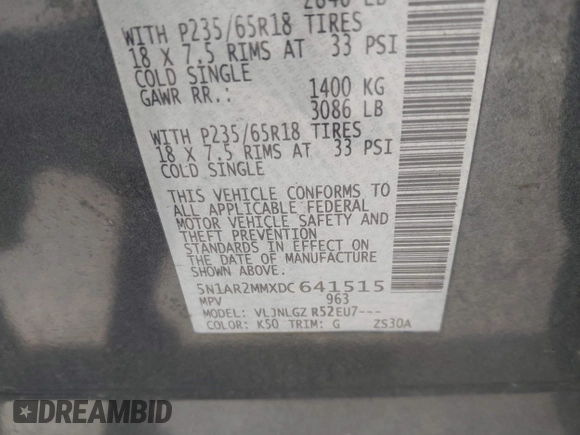 2840 LB
WITH P235/65R18 TIRES
18 X 7.5 RIMS AT 33 PSI
COLD SINGLE
GAWR RR.: 1400 KG
3086 LB
WITH P235/65R18 TIRES
18 X 7.5 RIMS AT 33 PSI
COLD SINGLE
THIS VEHICLE CONFORMS TO
ALL APPLICABLE FEDERAL
MOTOR VEHICLE SAFETY AND
THEFT PREVENTION
STANDARDS IN EFFECT ON
THE DATE OF MANUFACTURE
SHOWN ABOVE.
5N1AR2MMXDC641515
MPV 963
MODEL: VLJNLGZ R52EU7---
COLOR: K50 TRIM: G ZS30A
DREAMBID